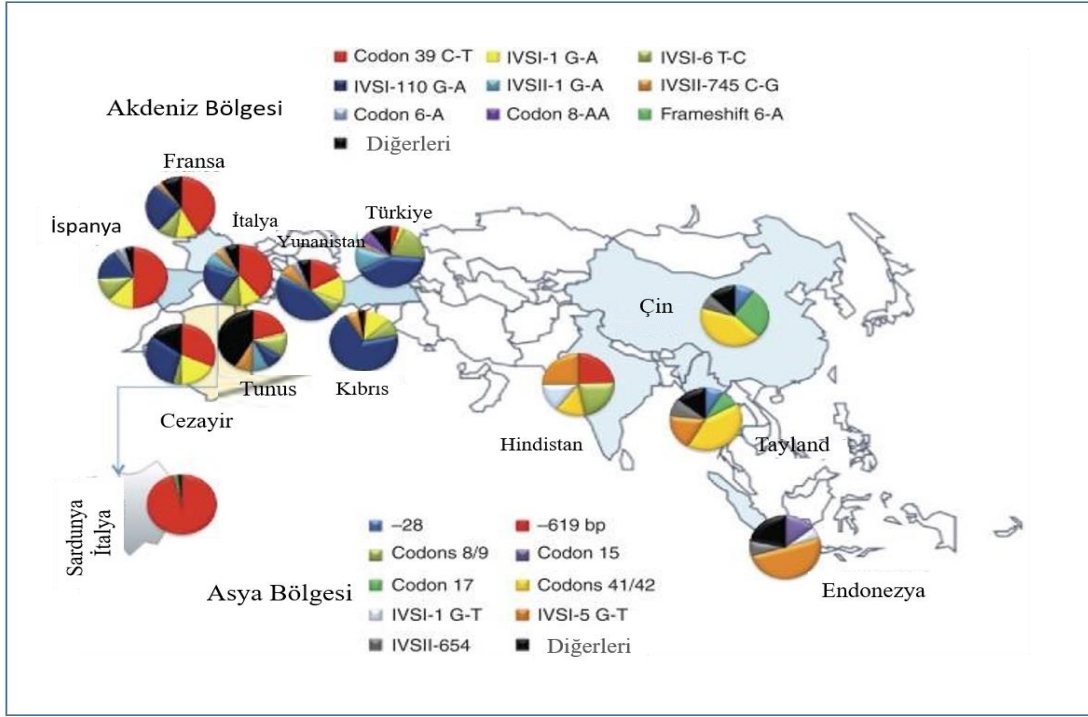 Codon 39 C-T IVSI-1 G-A IVSI-6 T-C
IVSI-110 G-A IVSII-1 G-A IVSII-745 C-G
Codon 6-A Codon 8-AA Frameshift 6-A
Diğerleri
Akdeniz Bölgesi
Fransa
İspanya
İtalya
Yunanistan
Türkiye
Çin
Tunus
Kıbrıs
Cezayir
Hindistan
Tayland
Sardunya
İtalya
Endonezya
Asya Bölgesi
–28 –619 bp
Codons 8/9 Codon 15
Codon 17 Codons 41/42
IVSI-1 G-T IVSI-5 G-T
IVSII-654 Diğerleri